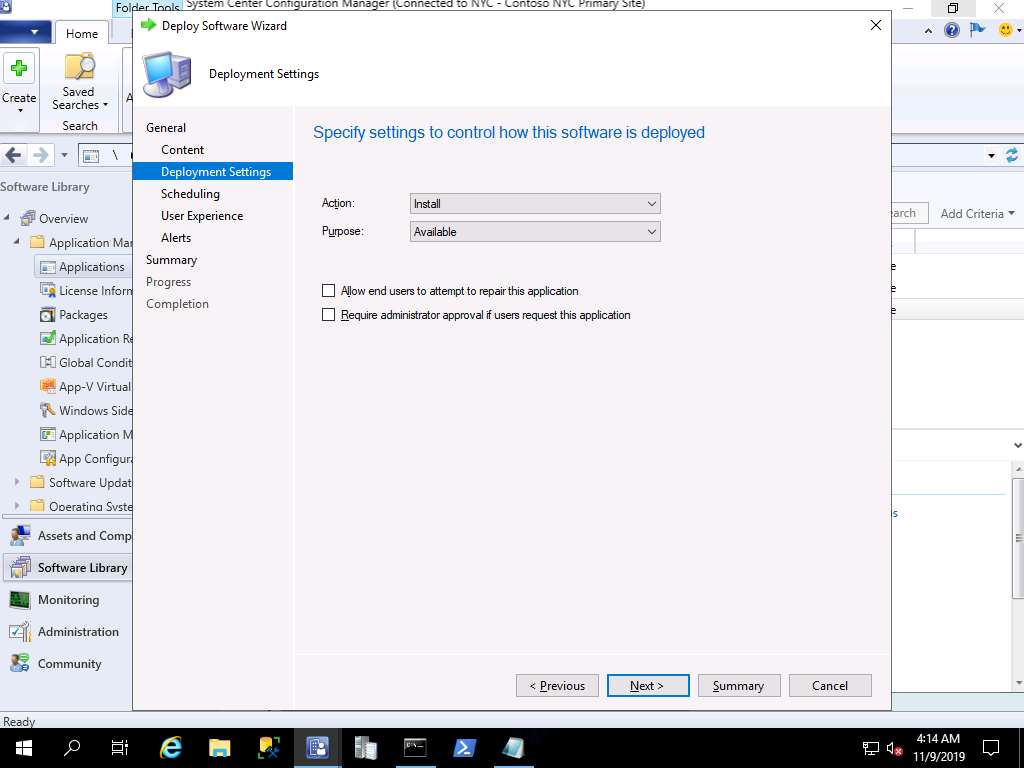 Folder Tools
System Center Configuration Manager (Connected to NYC - Contoso NYC Primary Site)
Home
Create
Saved
Searches
Search
\
Software Library
Overview
Application Mar
Applications
License Inform
Packages
Application Re
Global Condit
App-V Virtual
Windows Side
Application M
App Configura
Software Updat
Operating Syste
Assets and Comp
Software Library
Monitoring
Administration
Community
Ready
Deploy Software Wizard
Deployment Settings
General
Content
Deployment Settings
Scheduling
User Experience
Alerts
Summary
Progress
Completion
Specify settings to control how this software is deployed
Action:
Install
Purpose:
Available
Allow end users to attempt to repair this application
Require administrator approval if users request this application
< Previous
Next >
Summary
Cancel
earch
Add Criteria
e
e
e
s
4:14 AM
11/9/2019